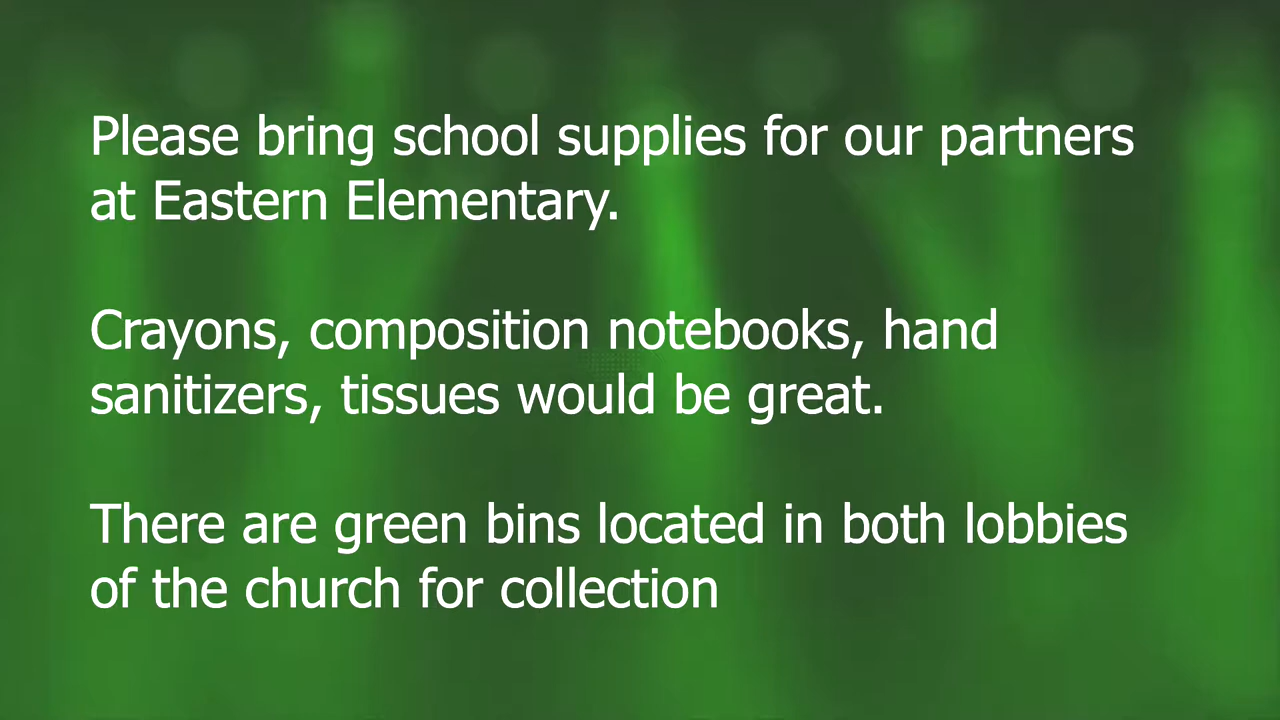 Please bring school supplies for our partners
at Eastern Elementary.
Crayons, composition notebooks, hand
sanitizers, tissues would be great.
There are green bins located in both lobbies
of the church for collection